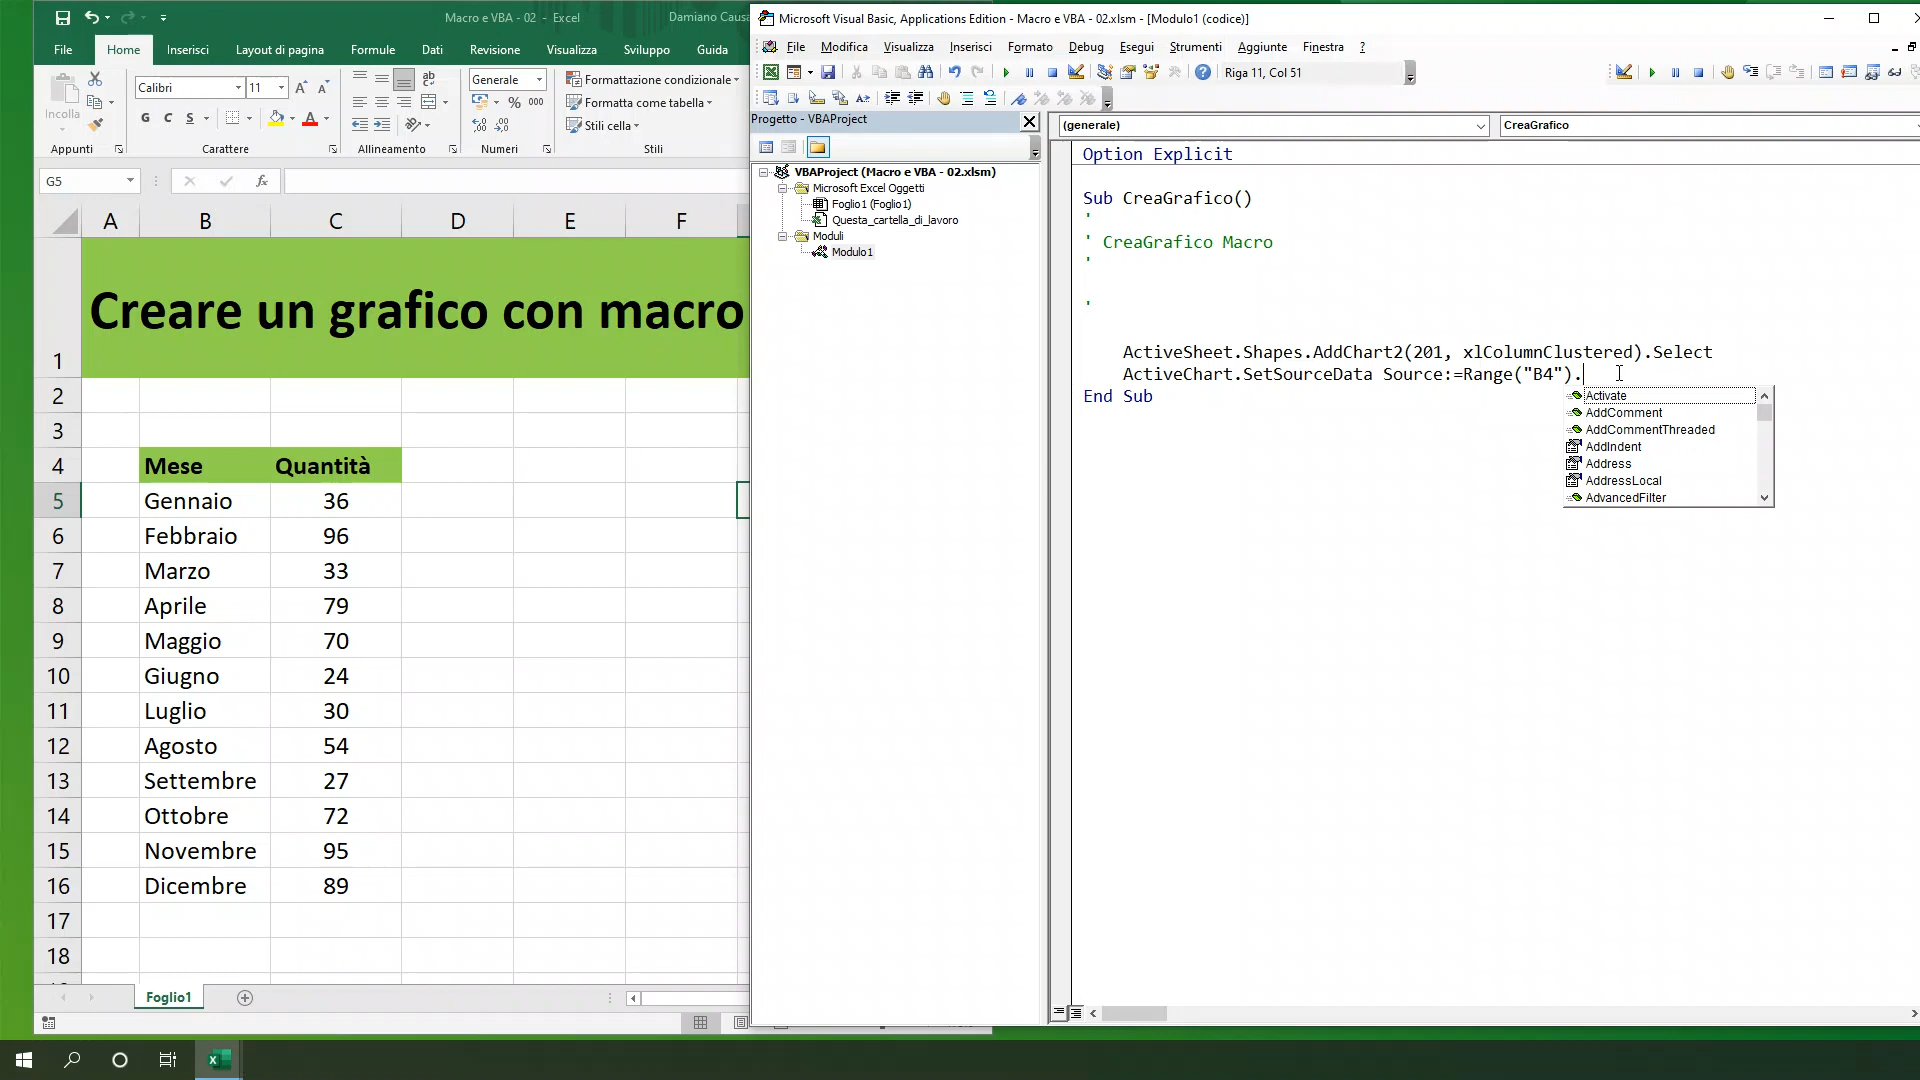 Macro e VBA - 02 - Excel
Damiano Causa
File Home Inserisci Layout di pagina Formule Dati Revisione Visualizza Sviluppo Guida
Incolla
Calibri 11
G C S
Generale
% 000
Formattazione condizionale
Formatta come tabella
Stili cella
Appunti Carattere Allineamento Numeri Stili
G5
fx
A B C D E F
1 Creare un grafico con macro
2
3
4 Mese Quantità
5 Gennaio 36
6 Febbraio 96
7 Marzo 33
8 Aprile 79
9 Maggio 70
10 Giugno 24
11 Luglio 30
12 Agosto 54
13 Settembre 27
14 Ottobre 72
15 Novembre 95
16 Dicembre 89
17
18
Foglio1
Microsoft Visual Basic, Applications Edition - Macro e VBA - 02.xlsm - [Modulo1 (codice)]
File Modifica Visualizza Inserisci Formato Debug Esegui Strumenti Aggiunte Finestra ?
Riga 11, Col 51
Progetto - VBAProject
VBAProject (Macro e VBA - 02.xlsm)
Microsoft Excel Oggetti
Foglio1 (Foglio1)
Questa_cartella_di_lavoro
Moduli
Modulo1
(generale) CreaGrafico
Option Explicit
Sub CreaGrafico()
'
' CreaGrafico Macro
'
'
ActiveSheet.Shapes.AddChart2(201, xlColumnClustered).Select
ActiveChart.SetSourceData Source:=Range("B4").
End Sub
Activate
AddComment
AddCommentThreaded
AddIndent
Address
AddressLocal
AdvancedFilter